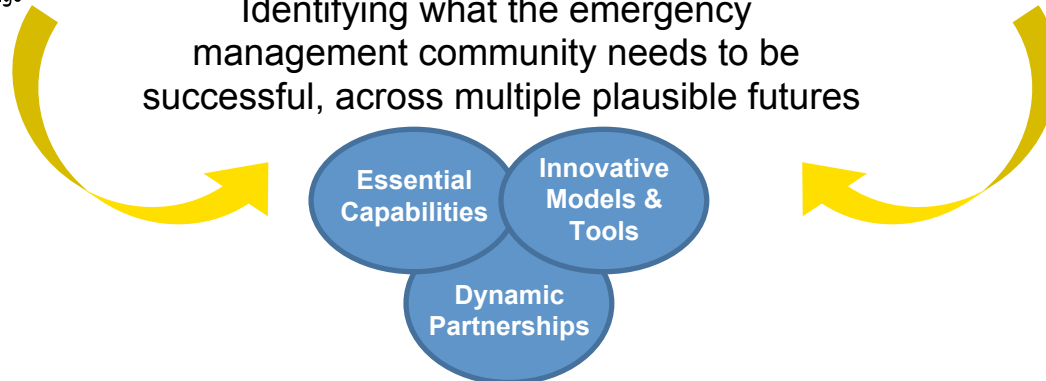 Identifying what the emergency
management community needs to be
successful, across multiple plausible futures
Essential
Capabilities
Innovative
Models &
Tools
Dynamic
Partnerships